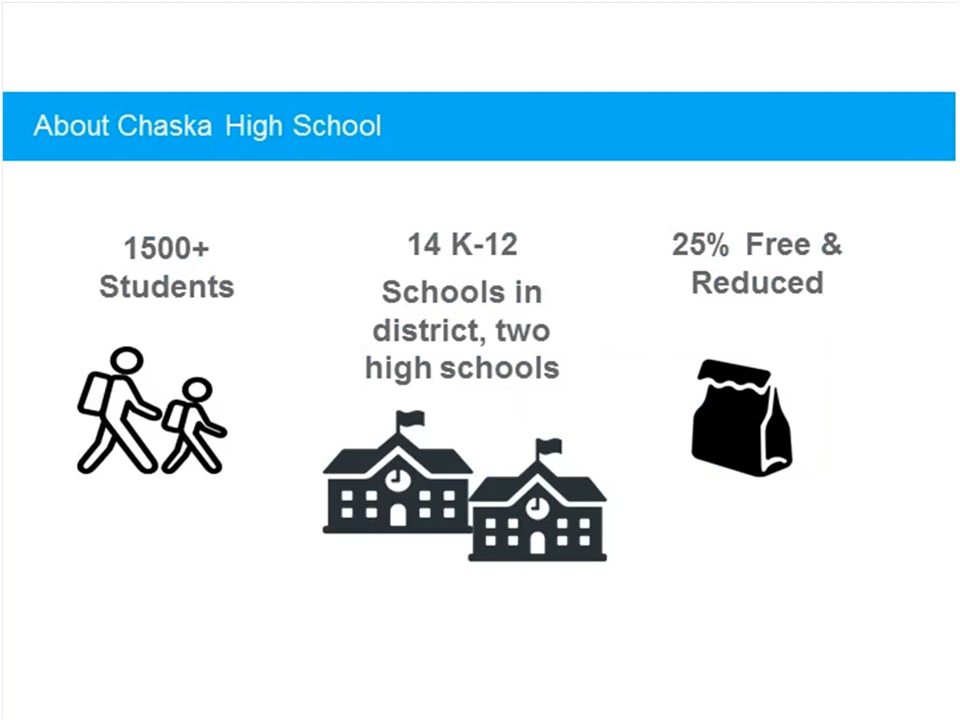 About Chaska High School
1500+
Students
14 K-12
Schools in
district, two
high schools
25% Free &
Reduced